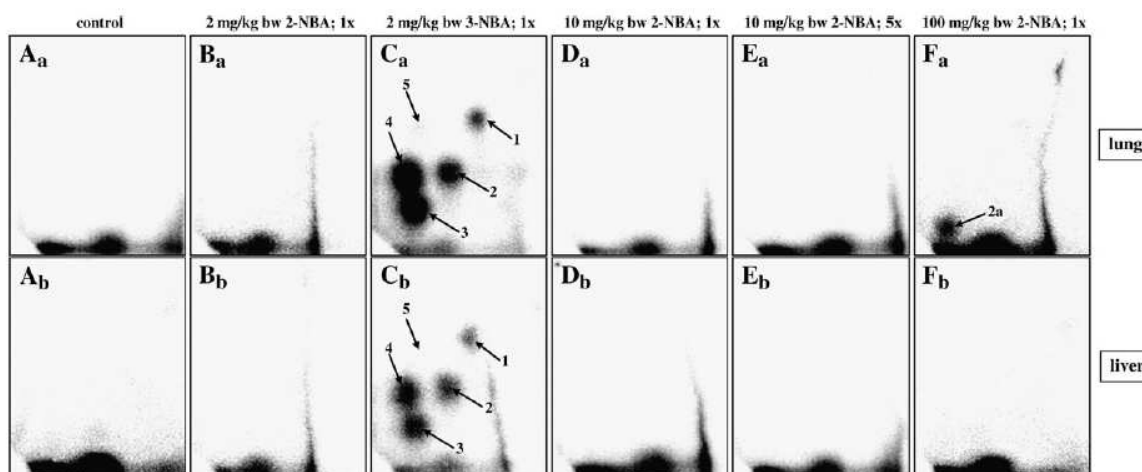 control 2 mg/kg bw 2-NBA; 1x 2 mg/kg bw 3-NBA; 1x 10 mg/kg bw 2-NBA; 1x 10 mg/kg bw 2-NBA; 5x 100 mg/kg bw 2-NBA; 1x
Aa Ba Ca Da Ea Fa
5
4
1
2
3
2a
lung
Ab Bb Cb *Db Eb Fb
5
4
1
2
3
liver